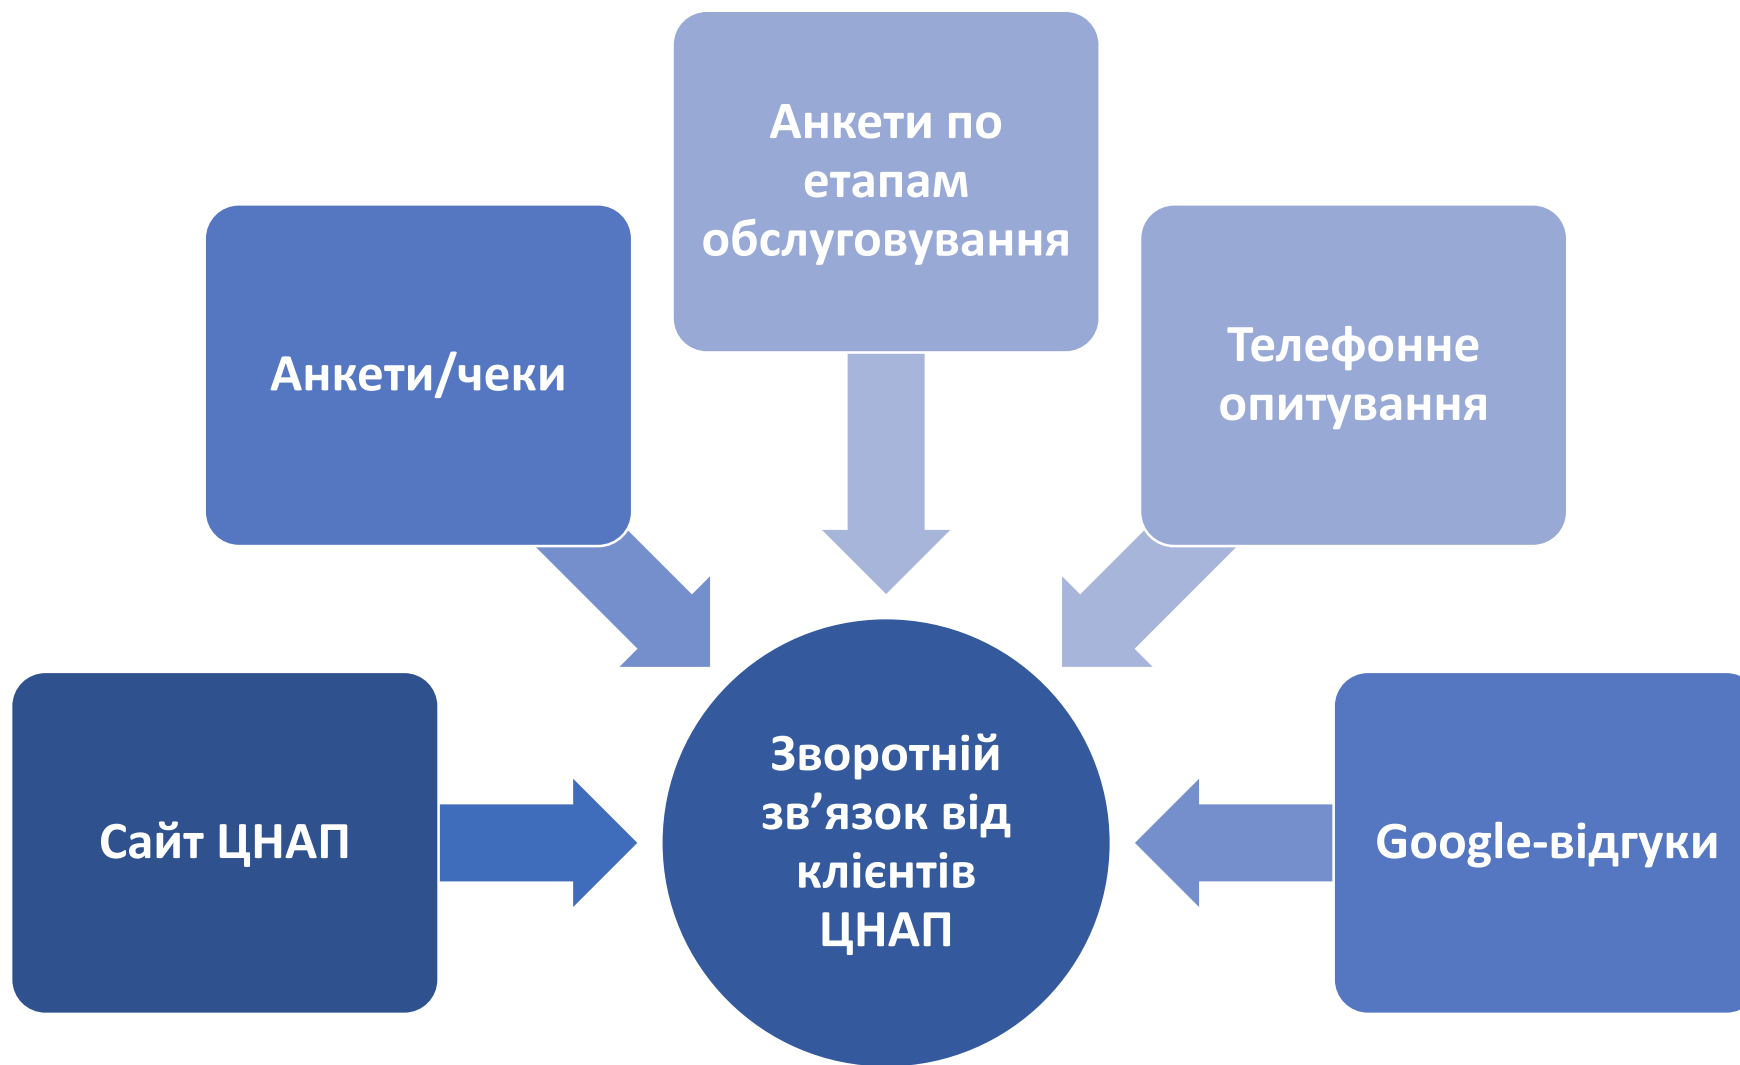 Анкети по
етапам
обслуговування
Анкети/чеки
Телефонне
опитування
Сайт ЦНАП
Зворотній
зв’язок від
клієнтів
ЦНАП
Google-відгуки